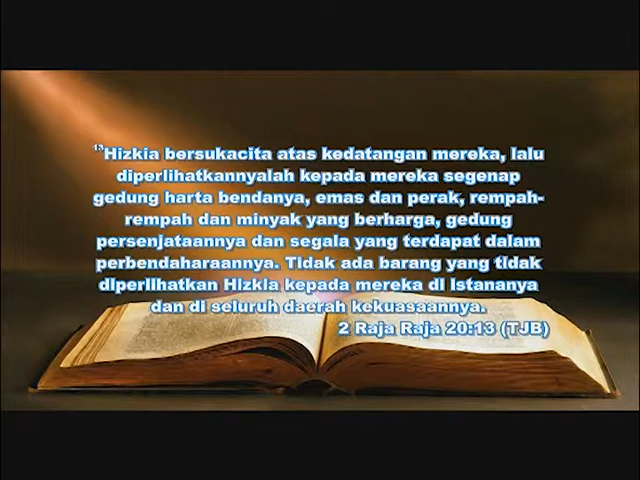 ¹³Hizkia bersukacita atas kedatangan mereka, lalu
diperlihatkannyalah kepada mereka segenap
gedung harta bendanya, emas dan perak, rempah-
rempah dan minyak yang berharga, gedung
persenjataannya dan segala yang terdapat dalam
perbendaharaannya. Tidak ada barang yang tidak
diperlihatkan Hizkia kepada mereka di istananya
dan di seluruh daerah kekuasaannya.
2 Raja Raja 20:13 (TJB)